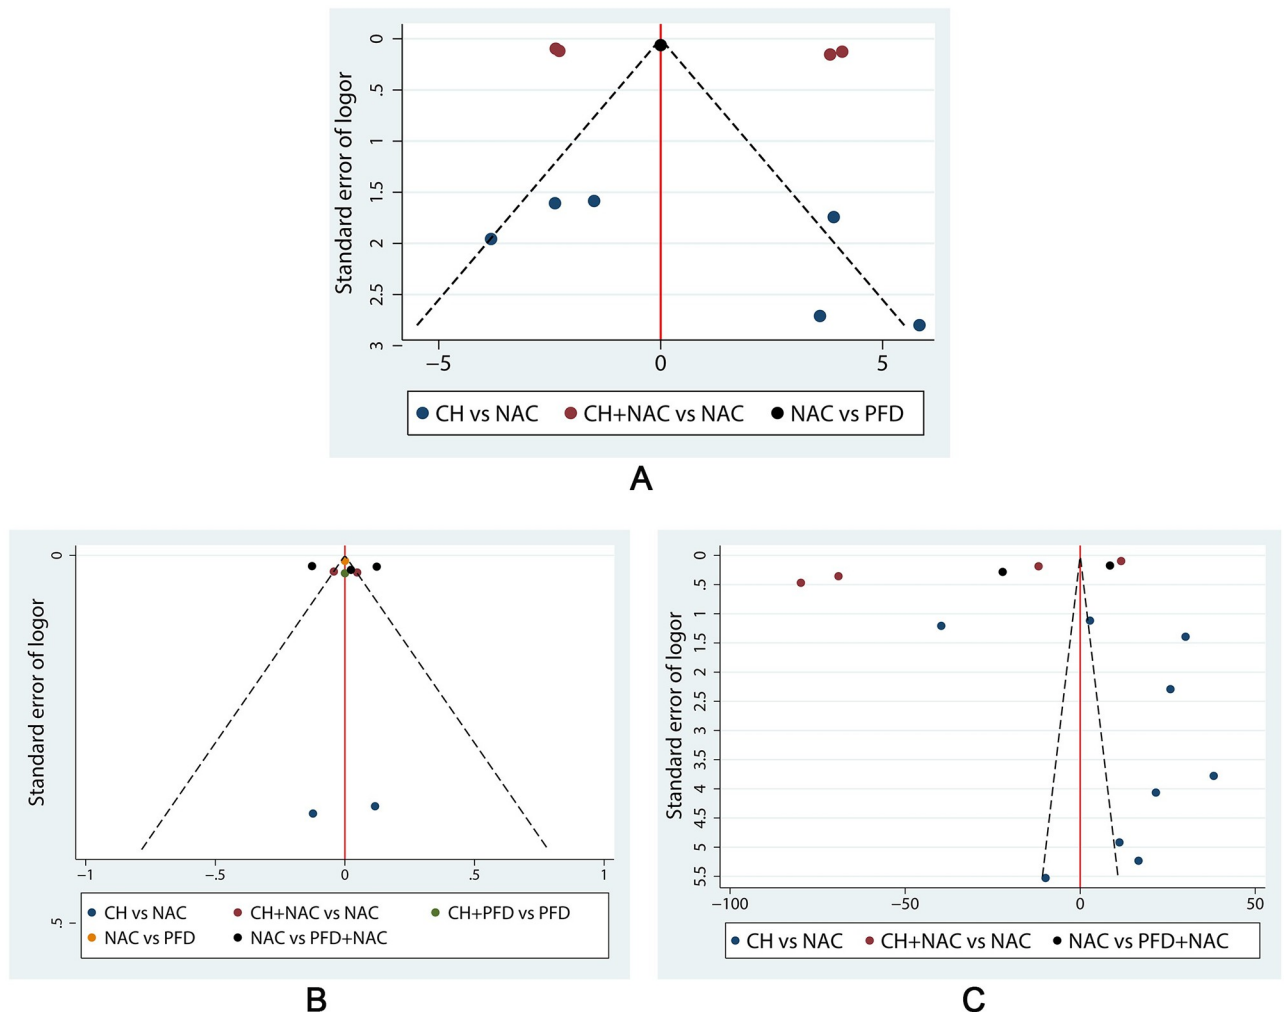 Standard error of logor
0
.5
1
1.5
2
2.5
3
−5
0
5
CH vs NAC
CH+NAC vs NAC
NAC vs PFD
A
Standard error of logor
0
.5
−1
−.5
0
.5
1
CH vs NAC
CH+NAC vs NAC
CH+PFD vs PFD
NAC vs PFD
NAC vs PFD+NAC
B
Standard error of logor
0
.5
1
1.5
2
2.5
3
3.5
4
4.5
5
5.5
−100
−50
0
50
CH vs NAC
CH+NAC vs NAC
NAC vs PFD+NAC
C